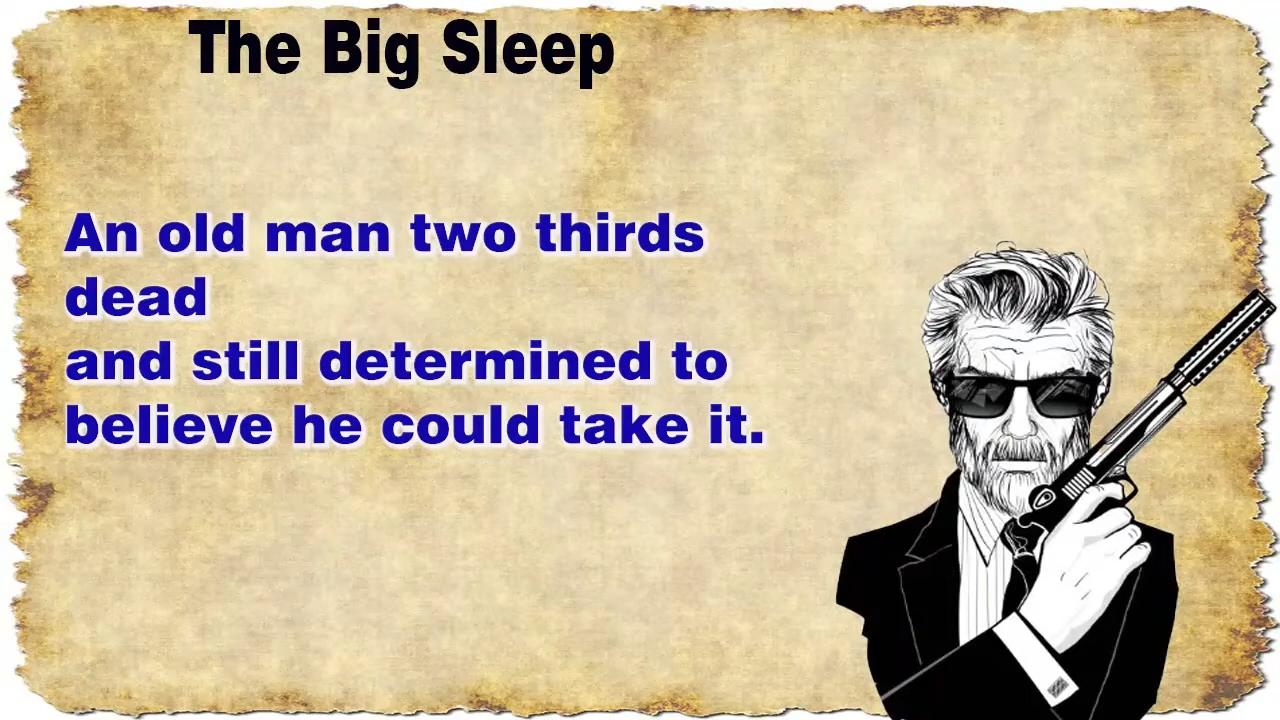 The Big Sleep
An old man two thirds
dead
and still determined to
believe he could take it.